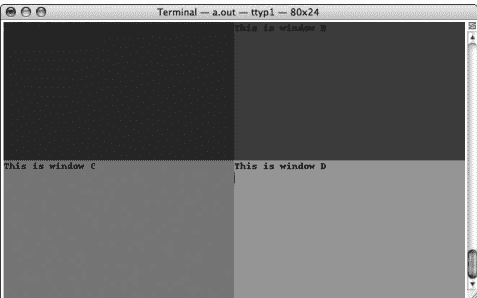 Terminal — a.out — ttyp1 — 80x24
This is window B
This is window C
This is window D